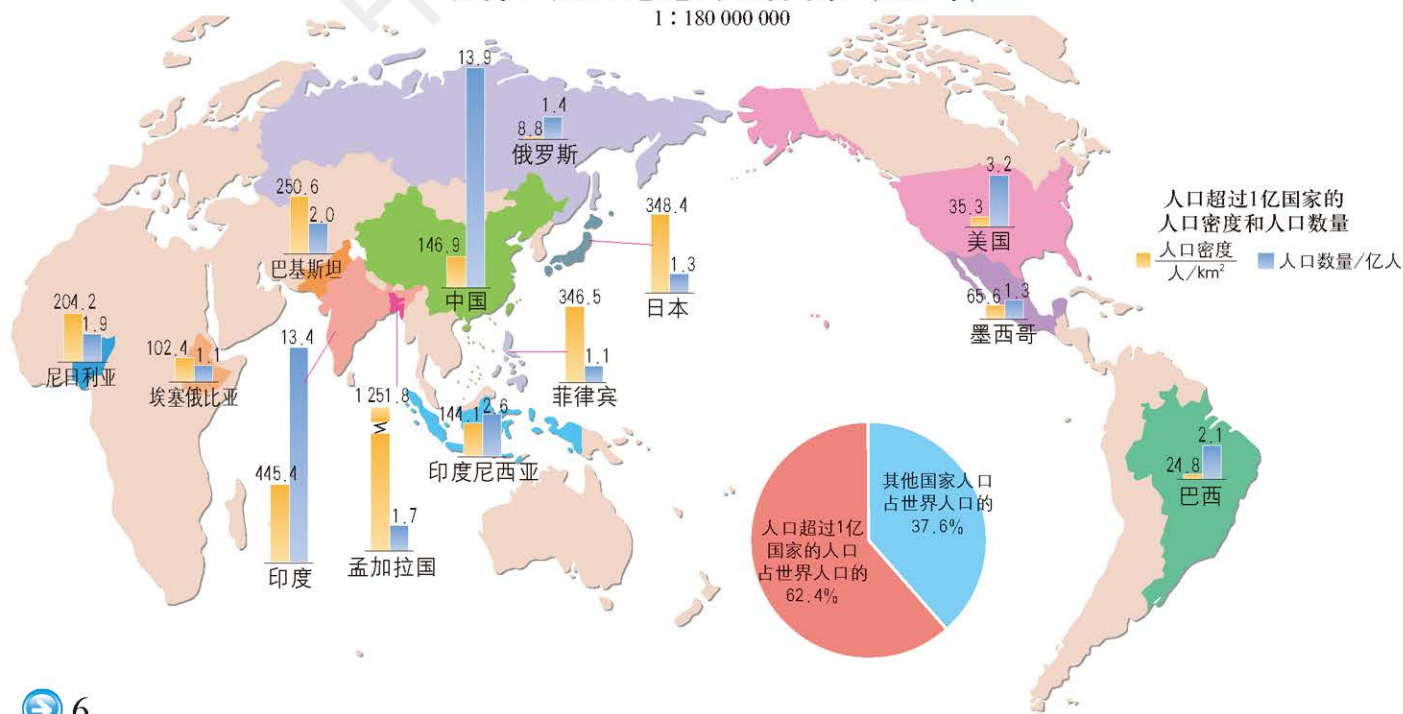 1∶180 000 000
13.9
1.4
8.8
俄罗斯
3.2
250.6
2.0
348.4
35.3
人口超过1亿国家的
人口密度和人口数量
146.9
美国
人口密度
人/km²
人口数量/亿人
巴基斯坦
1.3
中国
日本
65.6
1.3
204.2
1.9
346.5
墨西哥
102.4
1.1
13.4
1.1
尼日利亚
埃塞俄比亚
1 251.8
菲律宾
144.1
2.6
印度尼西亚
2.1
24.8
巴西
445.4
1.7
印度
孟加拉国
其他国家人口
占世界人口的
37.6%
人口超过1亿
国家的人口
占世界人口的
62.4%
6